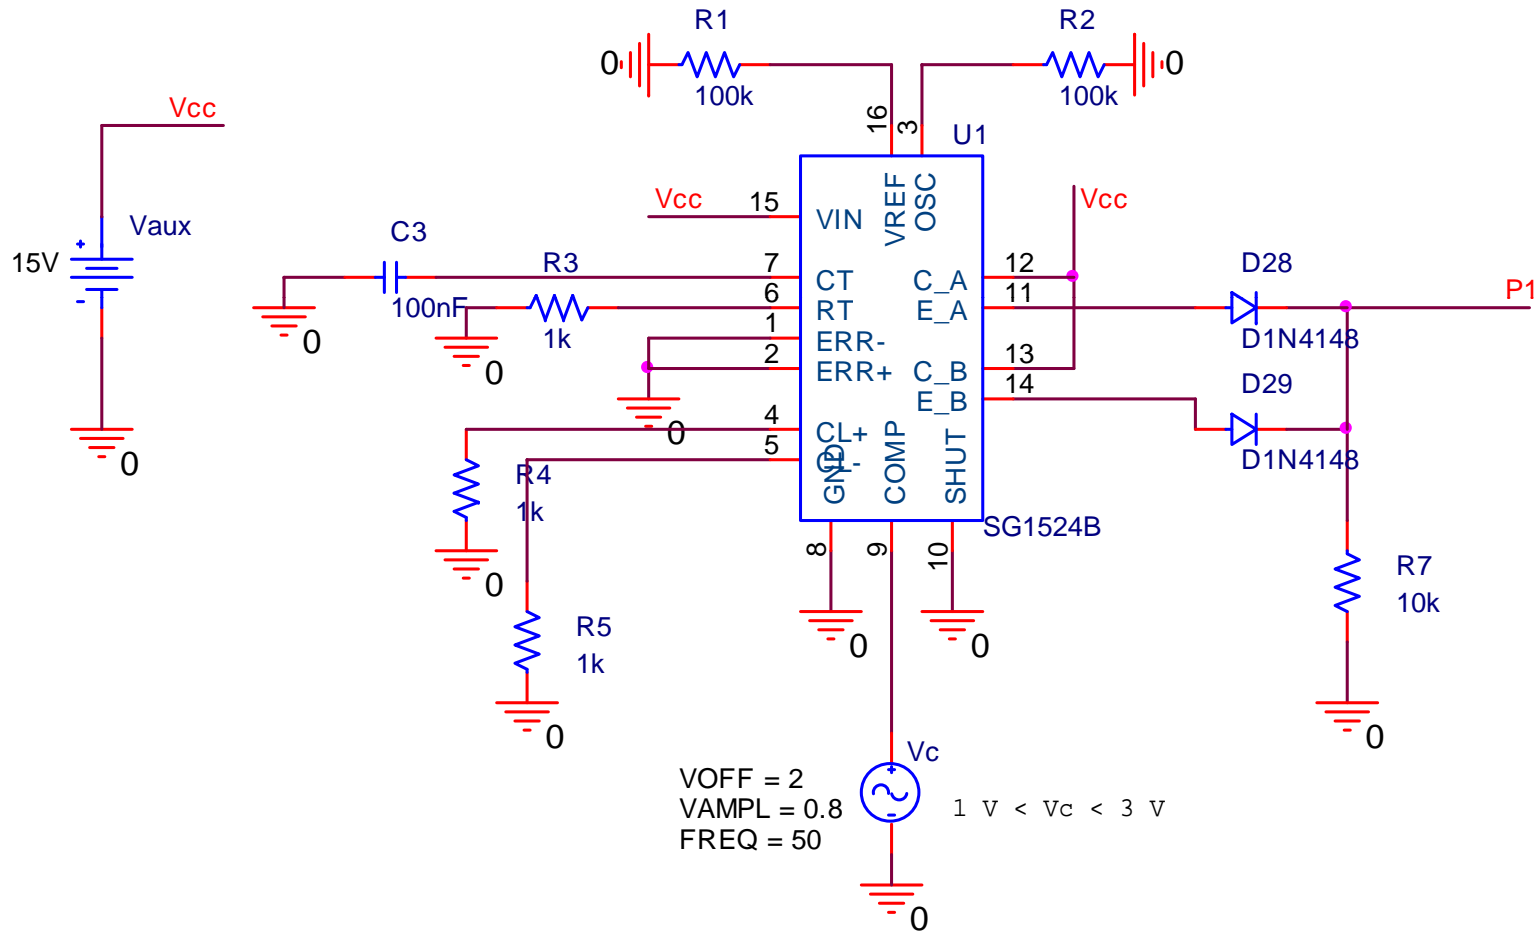 R1
R2
0
0
100k
100k
Vcc
16
3
U1
Vcc
15
VIN
VREF
OSC
Vcc
Vaux
15V
C3
100nF
R3
1k
7
CT
6
RT
1
ERR-
2
ERR+
C_A
12
E_A
11
C_B
13
E_B
14
D28
D1N4148
P1
D29
D1N4148
0
0
0
0
4
CL+
5
CL-
GND
COMP
SHUT
R4
1k
0
SG1524B
8
9
10
R7
10k
R5
1k
0
0
0
0
Vc
VOFF = 2
VAMPL = 0.8
FREQ = 50
1 V < Vc < 3 V
0